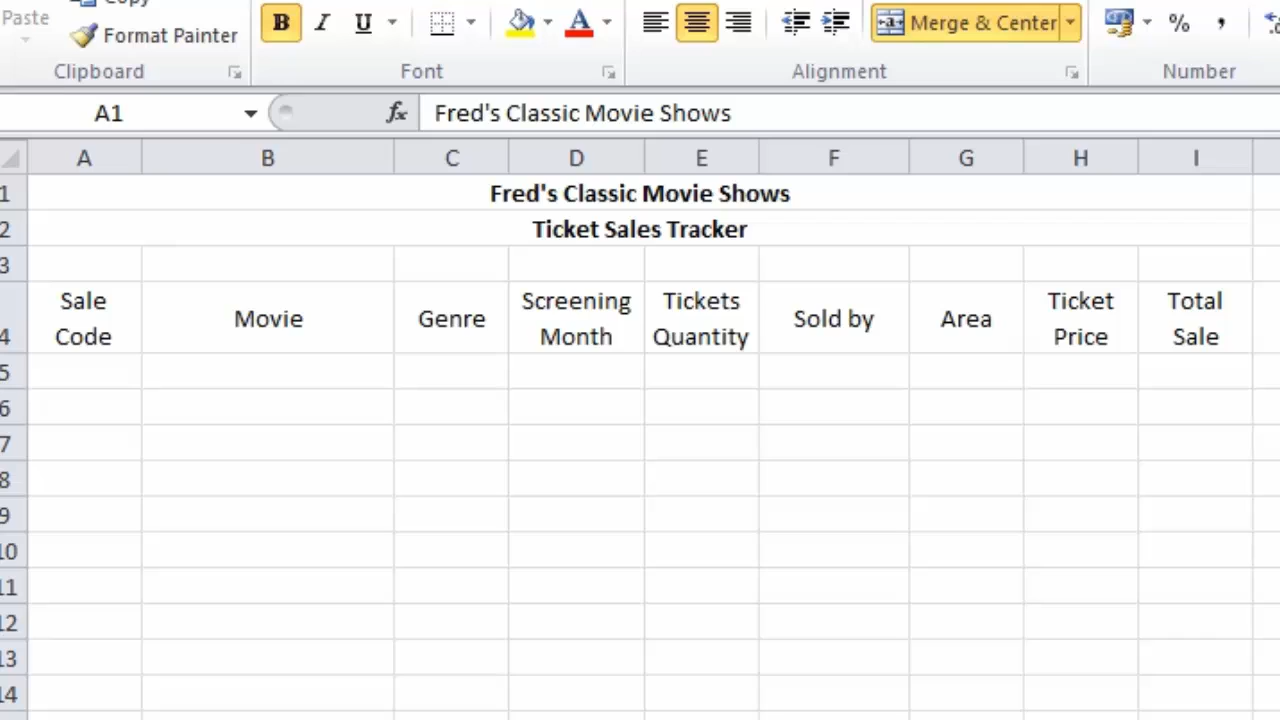 Copy
Paste
Format Painter
B I U A
Merge & Center
% ,
Clipboard
Font
Alignment
Number
A1
fx
Fred's Classic Movie Shows
A B C D E F G H I
1 Fred's Classic Movie Shows
2 Ticket Sales Tracker
3
Sale Screening Tickets Ticket Total
4 Code Movie Genre Month Quantity Sold by Area Price Sale
5
6
7
8
9
10
11
12
13
14